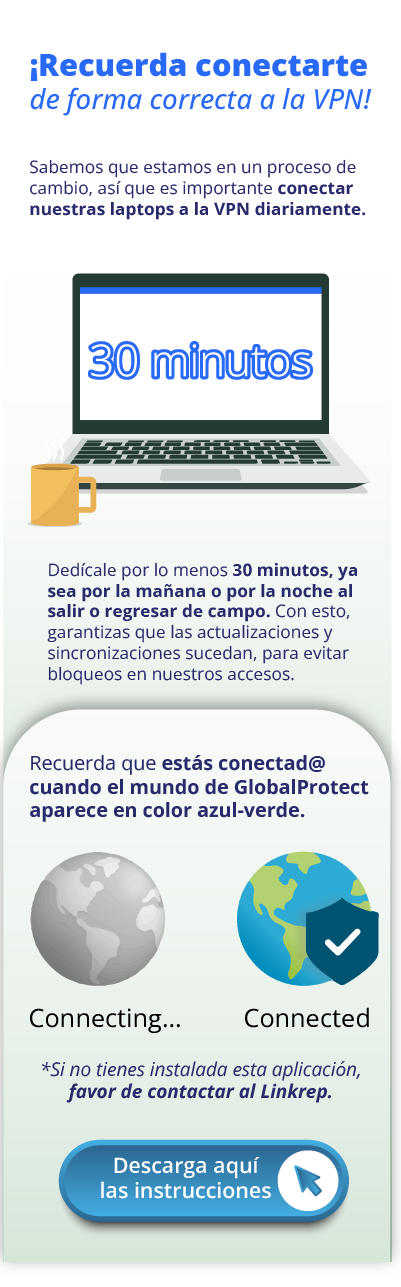 ¡Recuerda conectarte
de forma correcta a la VPN!
Sabemos que estamos en un proceso de
cambio, así que es importante conectar
nuestras laptops a la VPN diariamente.
30 minutos
Dedícale por lo menos 30 minutos, ya
sea por la mañana o por la noche al
salir o regresar de campo. Con esto,
garantizas que las actualizaciones y
sincronizaciones sucedan, para evitar
bloqueos en nuestros accesos.
Recuerda que estás conectad@
cuando el mundo de GlobalProtect
aparece en color azul-verde.
Connecting...
Connected
*Si no tienes instalada esta aplicación,
favor de contactar al Linkrep.
Descarga aquí
las instrucciones